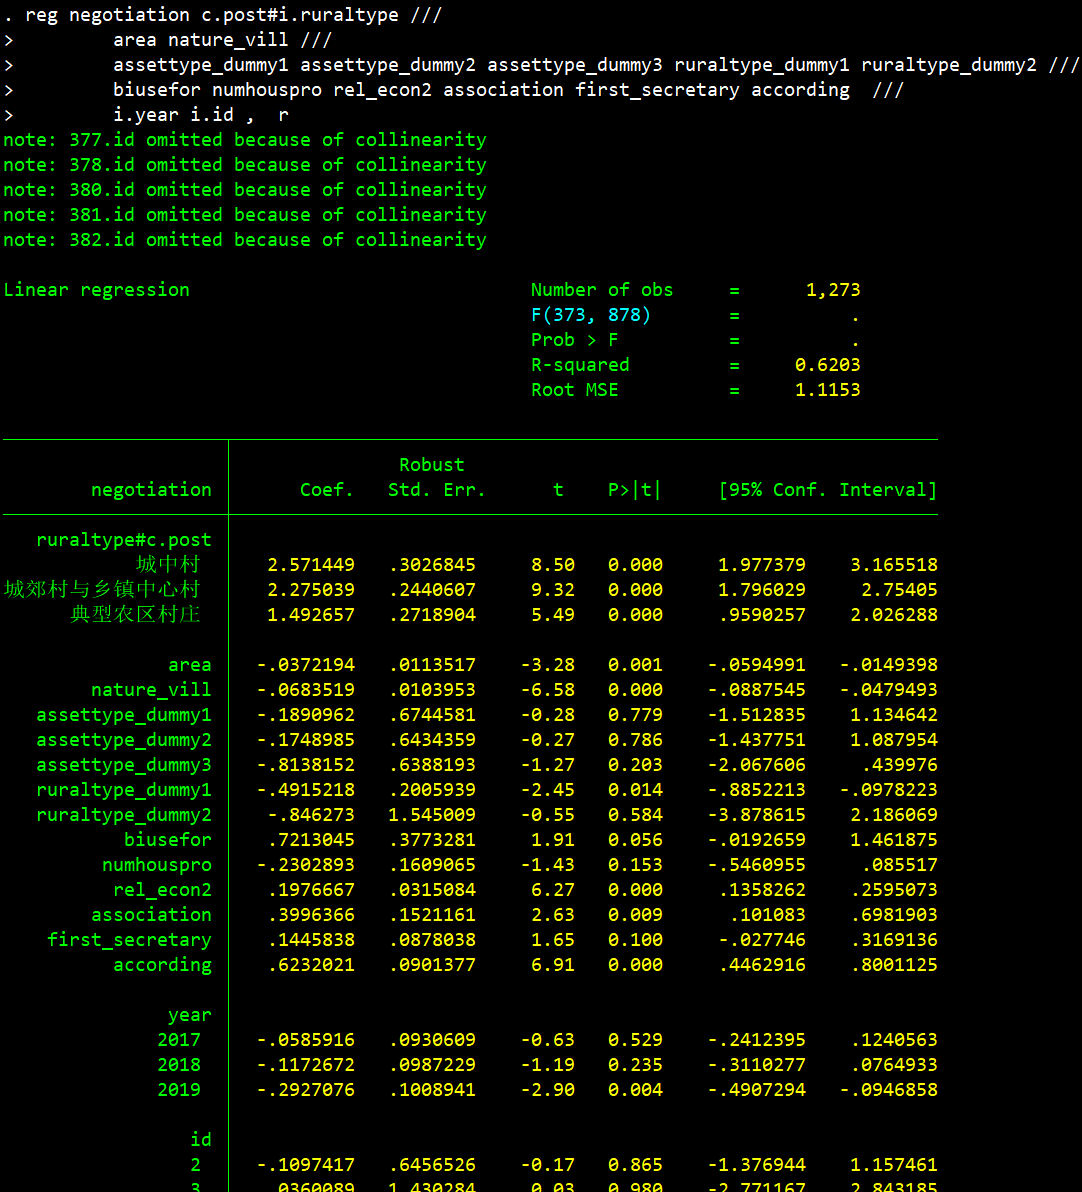 . reg negotiation c.post#i.ruraltype ///
> area nature_vill ///
> assettype_dummy1 assettype_dummy2 assettype_dummy3 ruraltype_dummy1 ruraltype_dummy2 ///
> biusefor numhouspro rel_econ2 association first_secretary according ///
> i.year i.id , r
note: 377.id omitted because of collinearity
note: 378.id omitted because of collinearity
note: 380.id omitted because of collinearity
note: 381.id omitted because of collinearity
note: 382.id omitted because of collinearity
Linear regression Number of obs = 1,273
F(373, 878) = .
Prob > F = .
R-squared = 0.6203
Root MSE = 1.1153
Robust
negotiation Coef. Std. Err. t P>|t| [95% Conf. Interval]
ruraltype#c.post
城中村 2.571449 .3026845 8.50 0.000 1.977379 3.165518
城郊村与乡镇中心村 2.275039 .2440607 9.32 0.000 1.796029 2.75405
典型农区村庄 1.492657 .2718904 5.49 0.000 .9590257 2.026288
area -.0372194 .0113517 -3.28 0.001 -.0594991 -.0149398
nature_vill -.0683519 .0103953 -6.58 0.000 -.0887545 -.0479493
assettype_dummy1 -.1890962 .6744581 -0.28 0.779 -1.512835 1.134642
assettype_dummy2 -.1748985 .6434359 -0.27 0.786 -1.437751 1.087954
assettype_dummy3 -.8138152 .6388193 -1.27 0.203 -2.067606 .439976
ruraltype_dummy1 -.4915218 .2005939 -2.45 0.014 -.8852213 -.0978223
ruraltype_dummy2 -.846273 1.545009 -0.55 0.584 -3.878615 2.186069
biusefor .7213045 .3773281 1.91 0.056 -.0192659 1.461875
numhouspro -.2302893 .1609065 -1.43 0.153 -.5460955 .085517
rel_econ2 .1976667 .0315084 6.27 0.000 .1358262 .2595073
association .3996366 .1521161 2.63 0.009 .101083 .6981903
first_secretary .1445838 .0878038 1.65 0.100 -.027746 .3169136
according .6232021 .0901377 6.91 0.000 .4462916 .8001125
year
2017 -.0585916 .0930609 -0.63 0.529 -.2412395 .1240563
2018 -.1172672 .0987229 -1.19 0.235 -.3110277 .0764933
2019 -.2927076 .1008941 -2.90 0.004 -.4907294 -.0946858
id
2 -.1097417 .6456526 -0.17 0.865 -1.376944 1.157461
3 .0360089 1.430284 0.03 0.980 -2.771167 2.843185